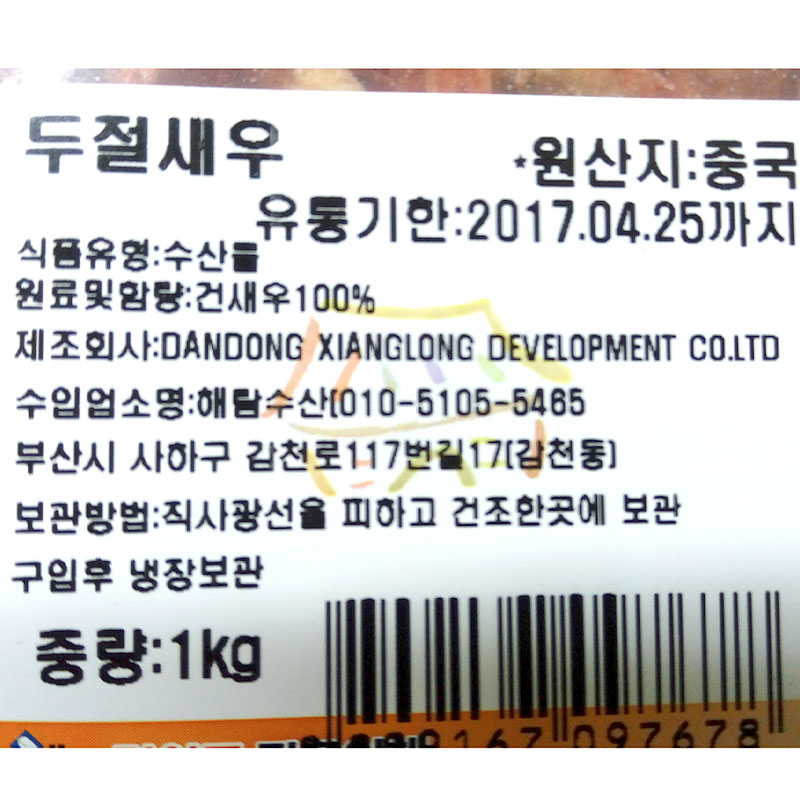 두절새우
*원산지:중국
유통기한:2017.04.25까지
식품유형:수산물
원료및함량:건새우100%
제조회사:DANDONG XIANGLONG DEVELOPMENT CO.LTD
수입업소명:해담수산(010-5105-5465
부산시 사하구 감천로117번길17(감천동)
보관방법:직사광선을 피하고 건조한곳에 보관
구입후 냉장보관
중량:1kg
9167 097678